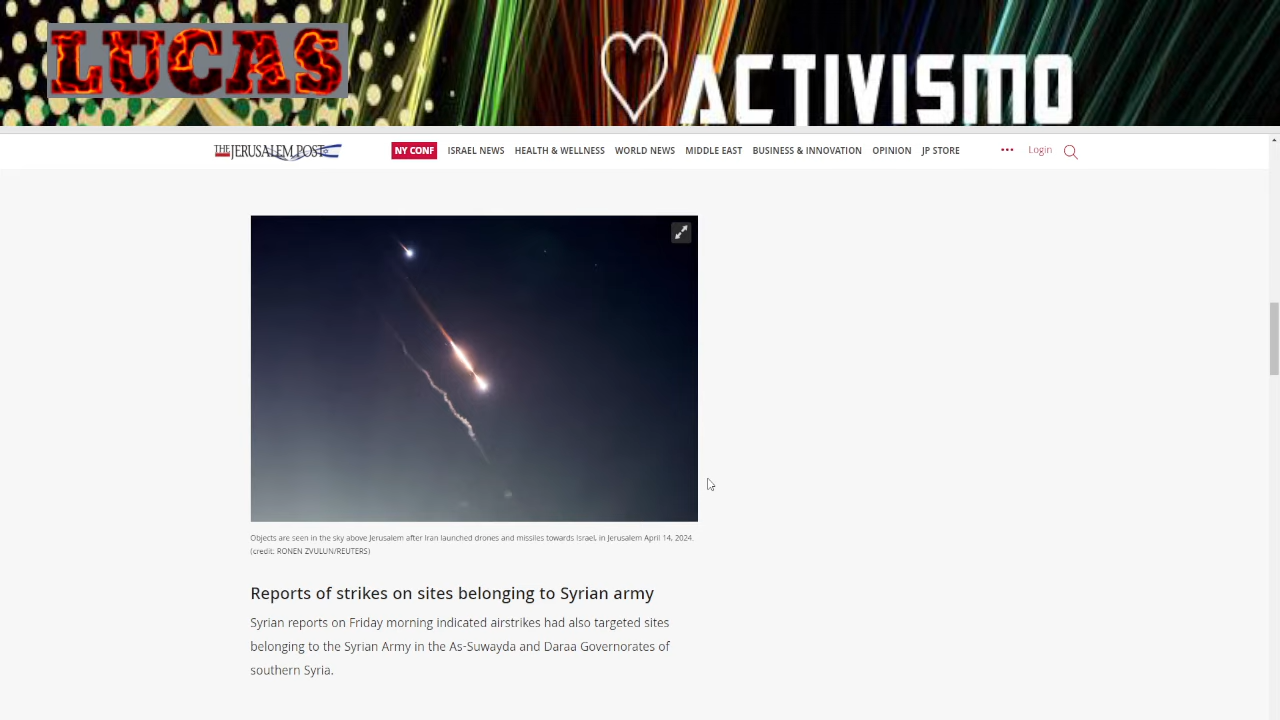 LUCAS
ACTIVISMO
THE JERUSALEM POST
NY CONF ISRAEL NEWS HEALTH & WELLNESS WORLD NEWS MIDDLE EAST BUSINESS & INNOVATION OPINION JP STORE
Login
Objects are seen in the sky above Jerusalem after Iran launched drones and missiles towards Israel, in Jerusalem April 14, 2024.
(credit: RONEN ZVULUN/REUTERS)
Reports of strikes on sites belonging to Syrian army
Syrian reports on Friday morning indicated airstrikes had also targeted sites
belonging to the Syrian Army in the As-Suwayda and Daraa Governorates of
southern Syria.